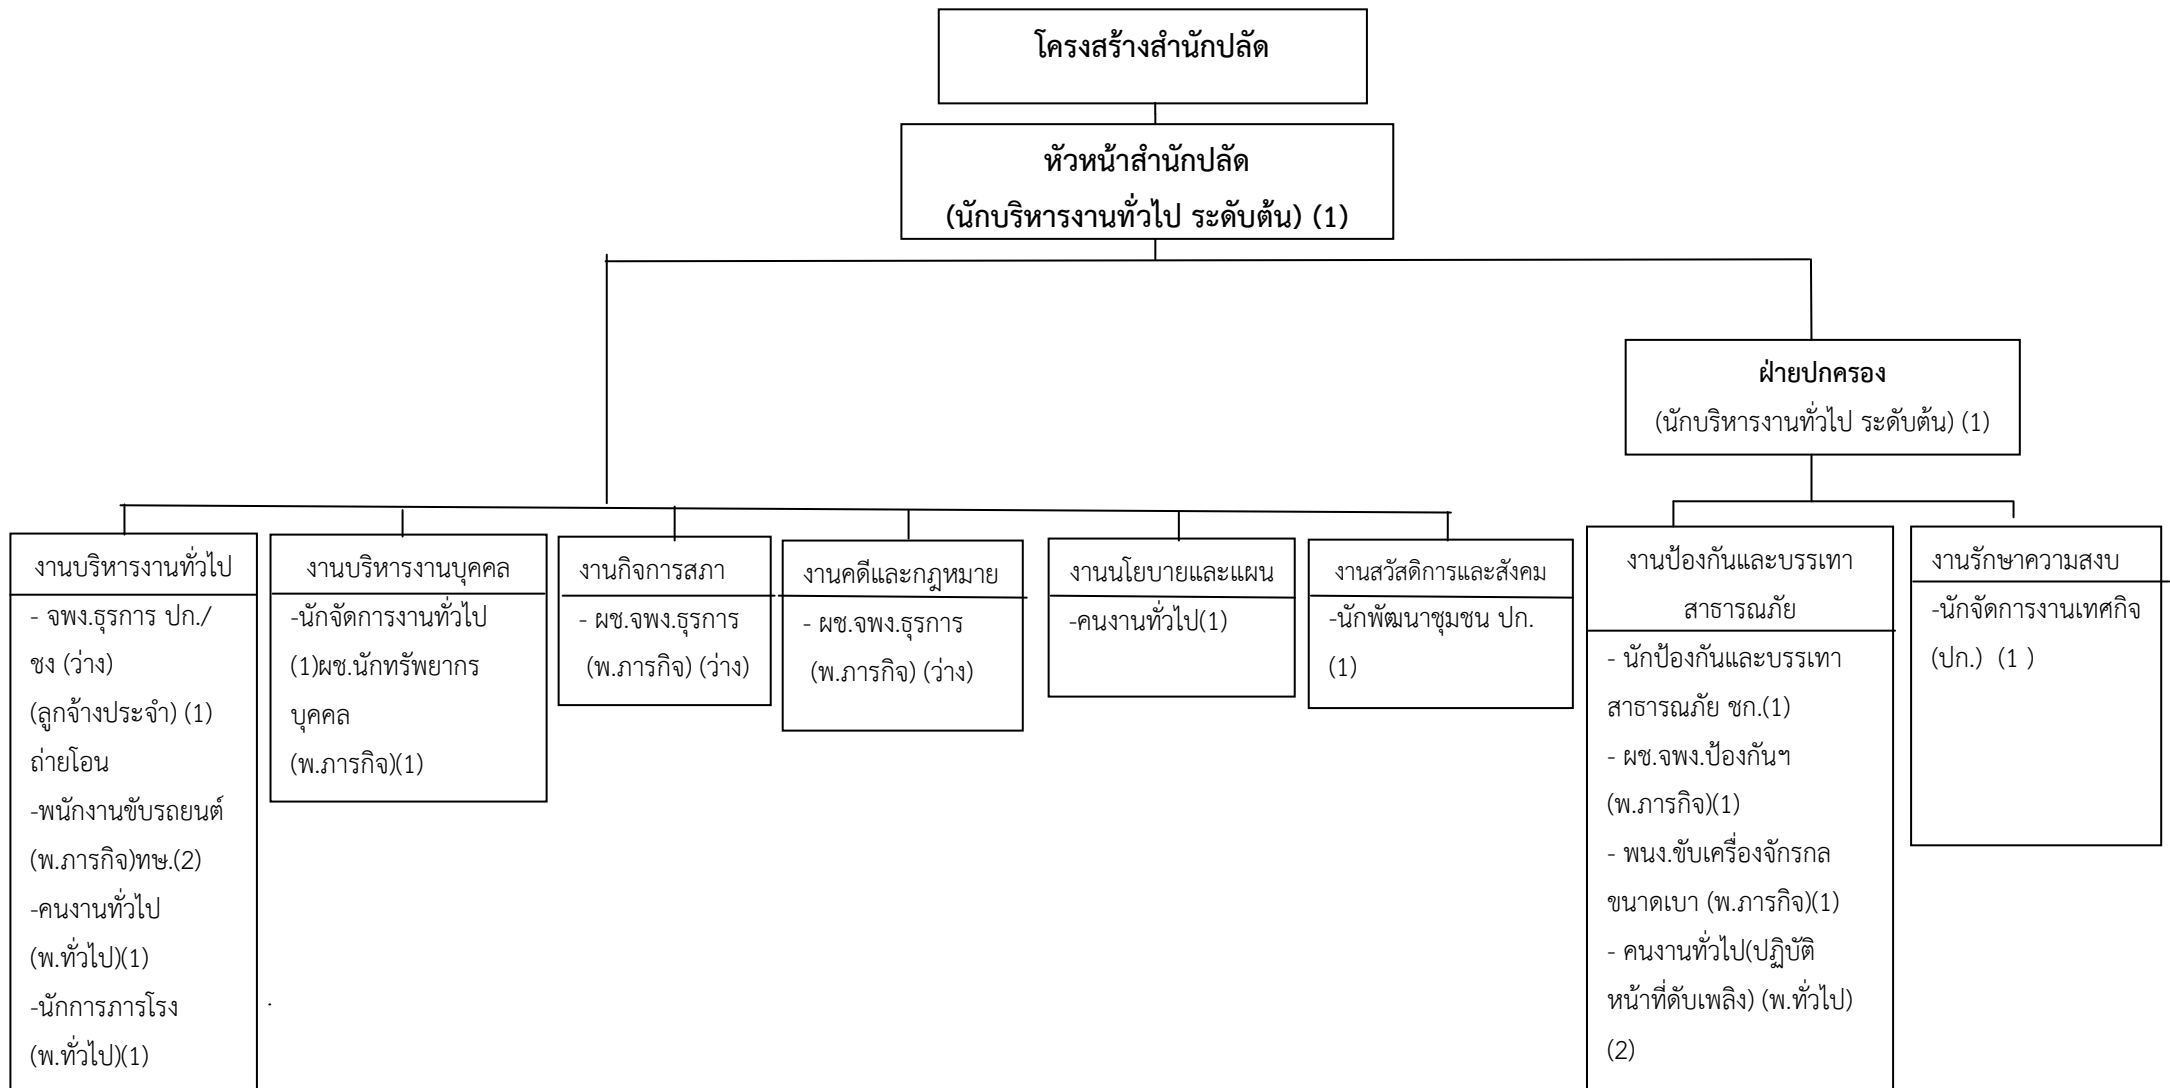 โครงสร้างสำนักปลัด
หัวหน้าสำนักปลัด
(นักบริหารงานทั่วไป ระดับต้น) (1)
ฝ่ายปกครอง
(นักบริหารงานทั่วไป ระดับต้น) (1)
งานบริหารงานทั่วไป
- จพง.ธุรการ ปก./
ชง (ว่าง)
(ลูกจ้างประจำ) (1)
ถ่ายโอน
-พนักงานขับรถยนต์
(พ.ภารกิจ)ทษ.(2)
-คนงานทั่วไป
(พ.ทั่วไป)(1)
-นักการภารโรง
(พ.ทั่วไป)(1)
งานบริหารงานบุคคล
-นักจัดการงานทั่วไป
(1)ผช.นักทรัพยากร
บุคคล
(พ.ภารกิจ)(1)
งานกิจการสภา
- ผช.จพง.ธุรการ
(พ.ภารกิจ) (ว่าง)
งานคดีและกฎหมาย
- ผช.จพง.ธุรการ
(พ.ภารกิจ) (ว่าง)
งานนโยบายและแผน
-คนงานทั่วไป(1)
งานสวัสดิการและสังคม
-นักพัฒนาชุมชน ปก.
(1)
งานป้องกันและบรรเทา
สาธารณภัย
- นักป้องกันและบรรเทา
สาธารณภัย ชก.(1)
- ผช.จพง.ป้องกันฯ
(พ.ภารกิจ)(1)
- พนง.ขับเครื่องจักรกล
ขนาดเบา (พ.ภารกิจ)(1)
- คนงานทั่วไป(ปฏิบัติ
หน้าที่ดับเพลิง) (พ.ทั่วไป)
(2)
งานรักษาความสงบ
-นักจัดการงานเทศกิจ
(ปก.) (1 )